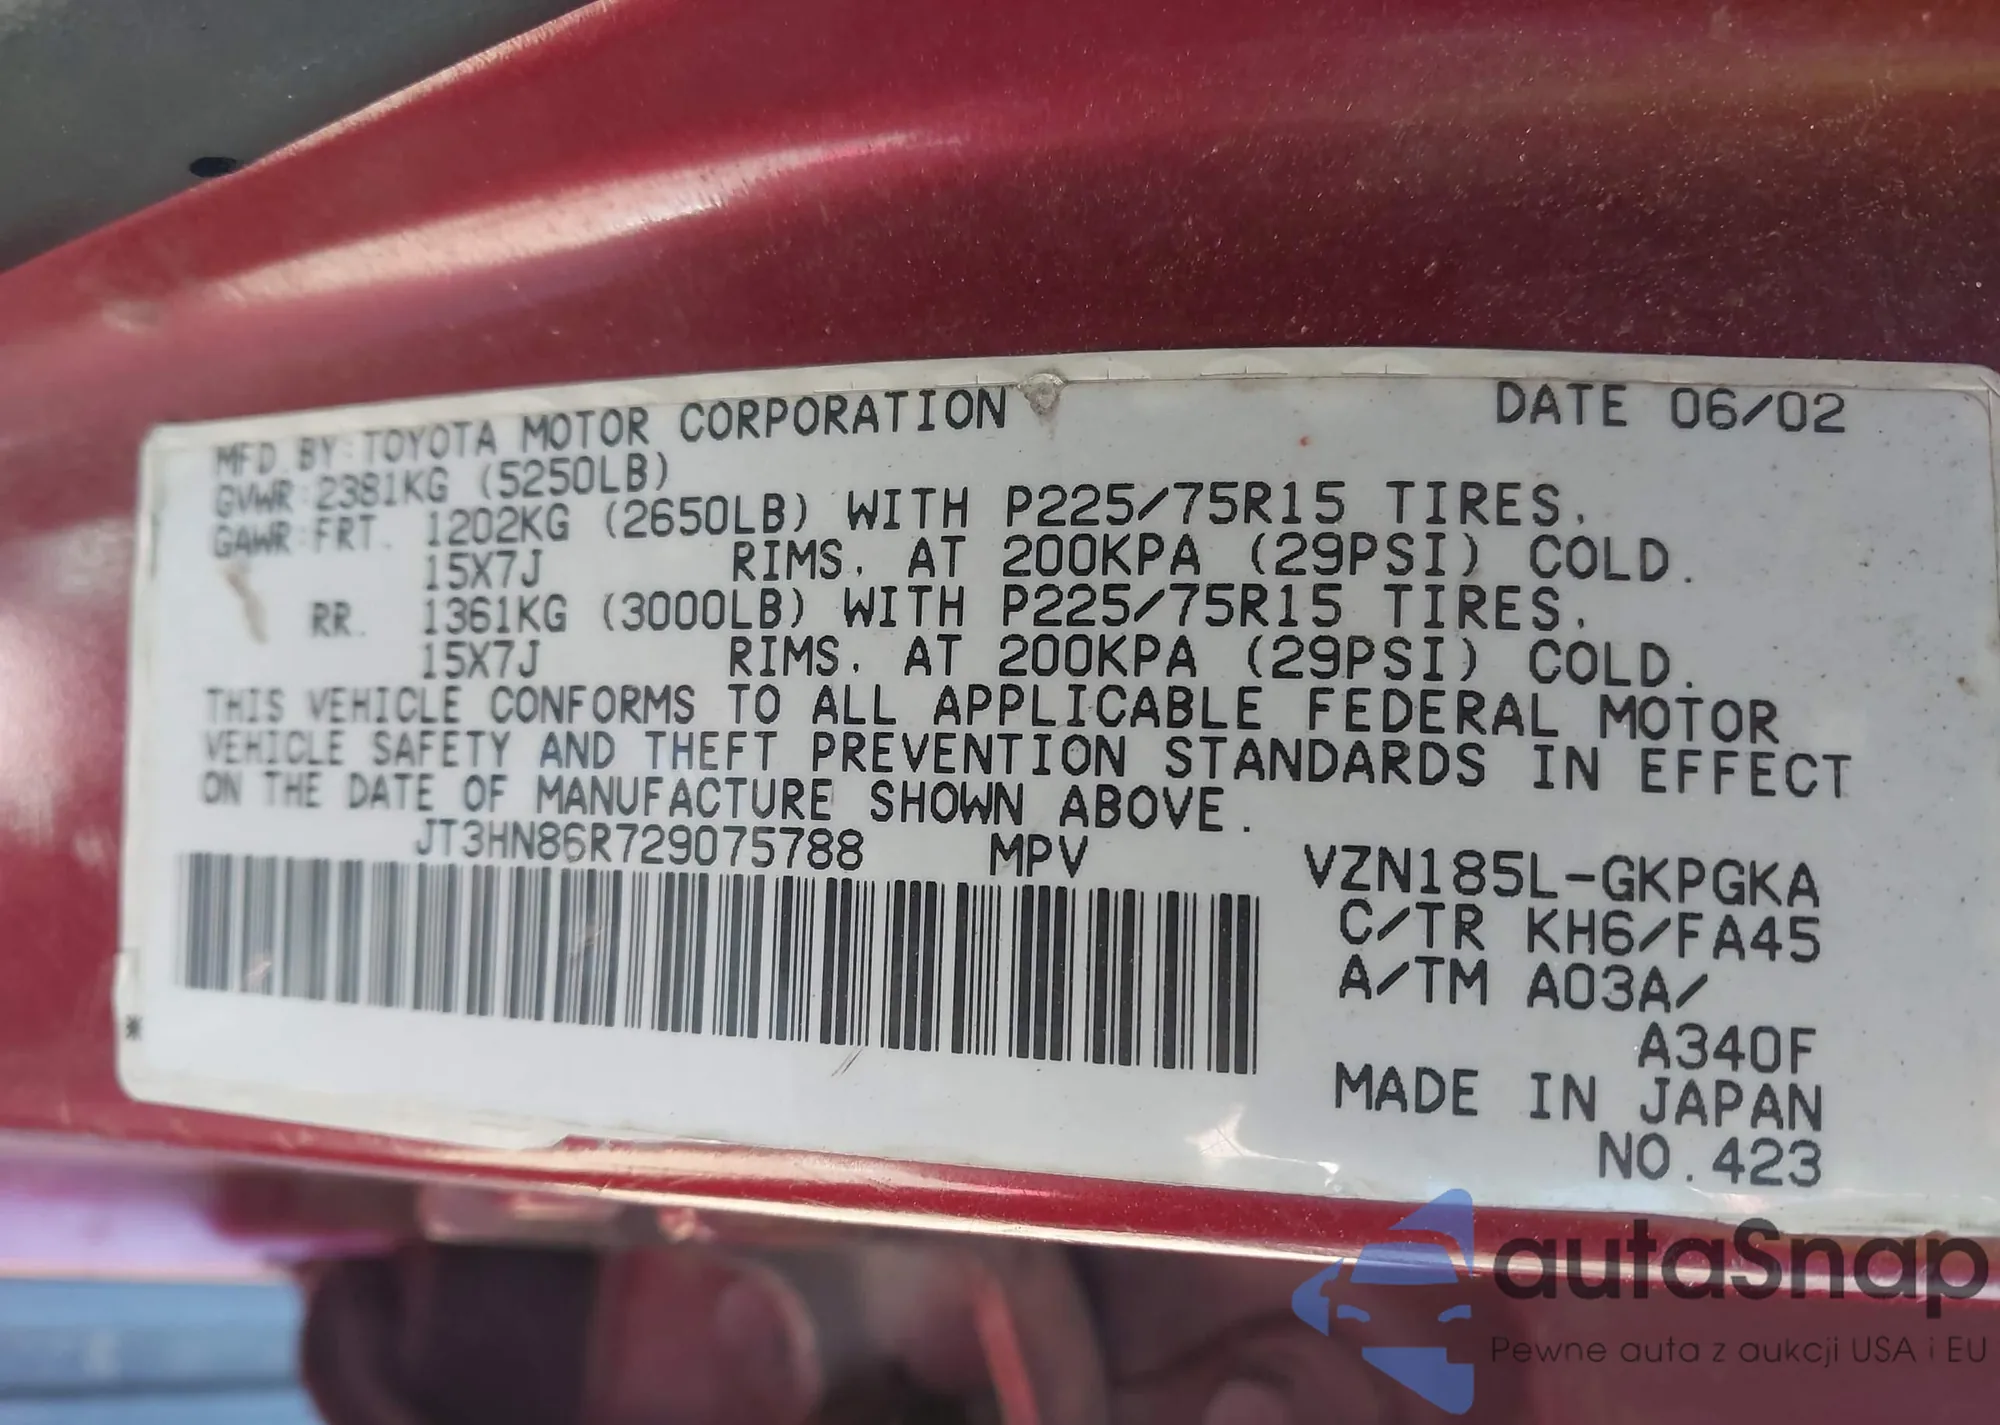 MFD. BY: TOYOTA MOTOR CORPORATION DATE 06/02
GVWR: 2381KG (5250LB)
GAWR: FRT. 1202KG (2650LB) WITH P225/75R15 TIRES.
15X7J RIMS. AT 200KPA (29PSI) COLD.
RR. 1361KG (3000LB) WITH P225/75R15 TIRES.
15X7J RIMS. AT 200KPA (29PSI) COLD.
THIS VEHICLE CONFORMS TO ALL APPLICABLE FEDERAL MOTOR
VEHICLE SAFETY AND THEFT PREVENTION STANDARDS IN EFFECT
ON THE DATE OF MANUFACTURE SHOWN ABOVE.
JT3HN86R729075788 MPV VZN185L-GKPGKA
C/TR KH6/FA45
A/TM A03A/
A340F
* MADE IN JAPAN
NO.423
autaSnap
Pewne auta z aukcji USA i EU